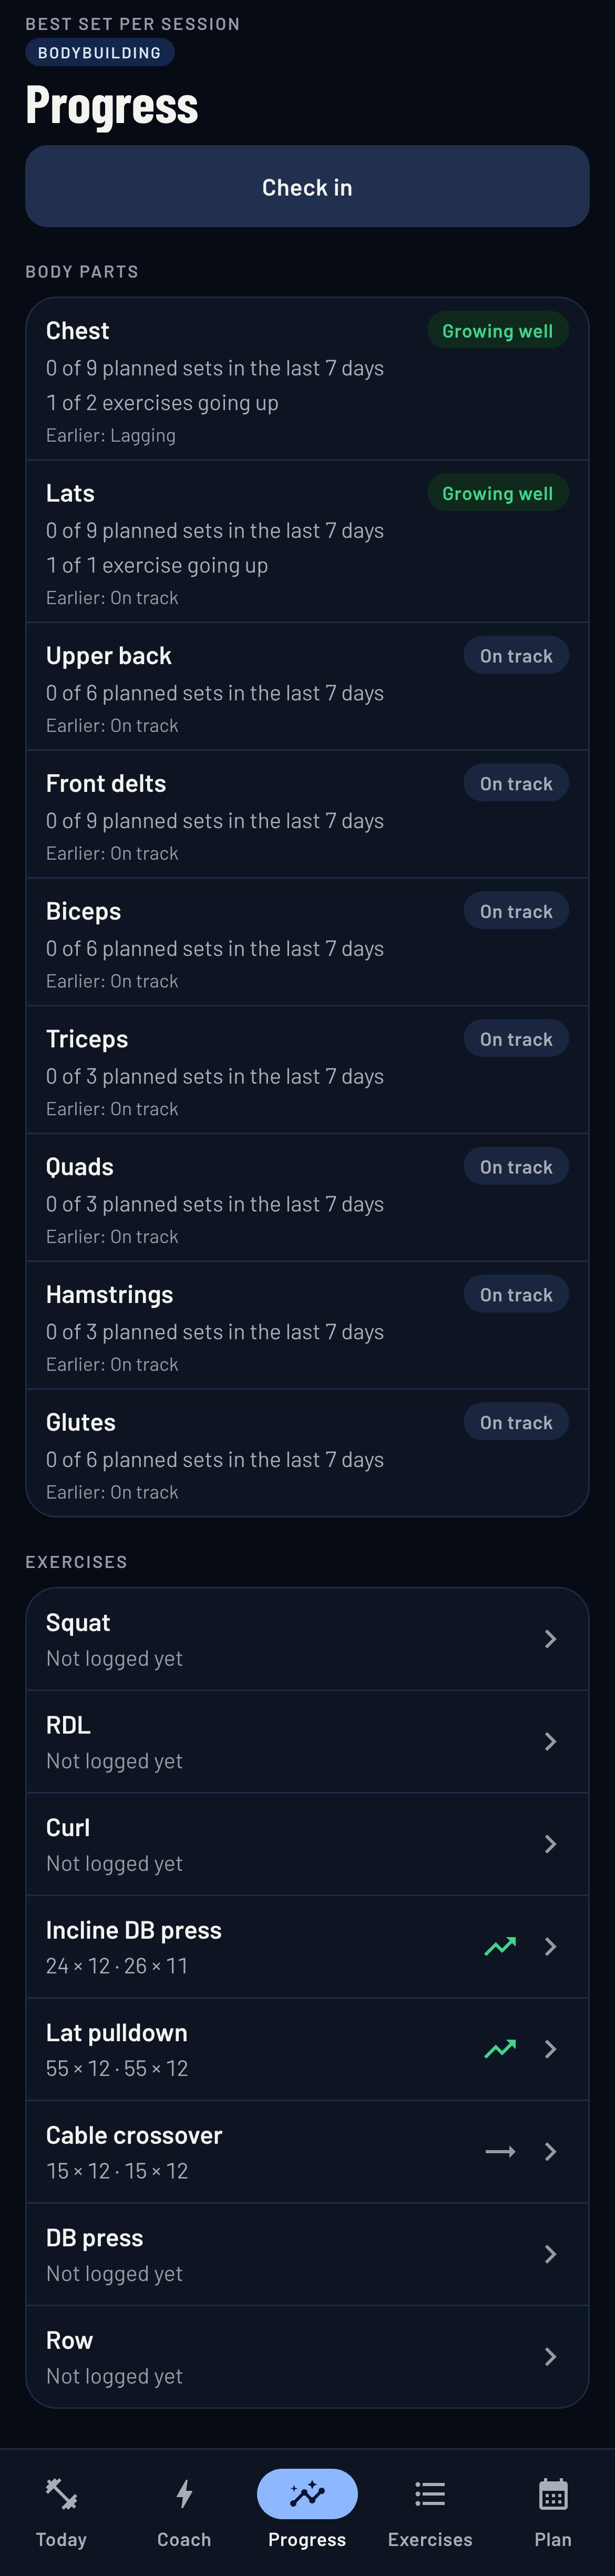 BEST SET PER SESSION
BODYBUILDING
Progress
Check in
BODY PARTS
Chest
Growing well
0 of 9 planned sets in the last 7 days
1 of 2 exercises going up
Earlier: Lagging
Lats
Growing well
0 of 9 planned sets in the last 7 days
1 of 1 exercise going up
Earlier: On track
Upper back
On track
0 of 6 planned sets in the last 7 days
Earlier: On track
Front delts
On track
0 of 9 planned sets in the last 7 days
Earlier: On track
Biceps
On track
0 of 6 planned sets in the last 7 days
Earlier: On track
Triceps
On track
0 of 3 planned sets in the last 7 days
Earlier: On track
Quads
On track
0 of 3 planned sets in the last 7 days
Earlier: On track
Hamstrings
On track
0 of 3 planned sets in the last 7 days
Earlier: On track
Glutes
On track
0 of 6 planned sets in the last 7 days
Earlier: On track
EXERCISES
Squat
Not logged yet
RDL
Not logged yet
Curl
Not logged yet
Incline DB press
24 × 12 · 26 × 11
Lat pulldown
55 × 12 · 55 × 12
Cable crossover
15 × 12 · 15 × 12
DB press
Not logged yet
Row
Not logged yet
Today
Coach
Progress
Exercises
Plan